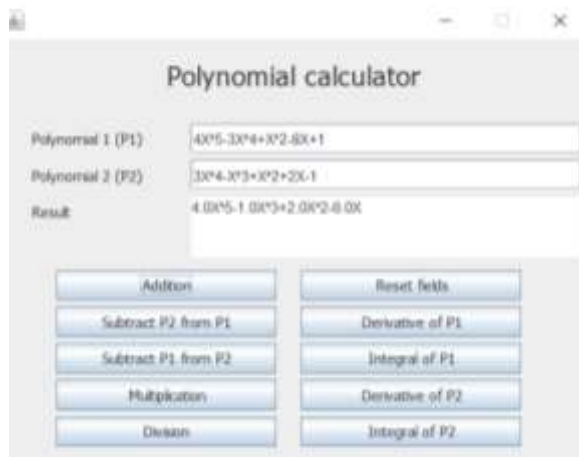 Polynomial calculator
Polynomial 1 (P1) 4X^5-3X^4+X^2-8X+1
Polynomial 2 (P2) 3X^4-X^3+X^2+2X-1
Result 4.0X^5-1.0X^3+2.0X^2-6.0X
Addition Reset fields
Subtract P2 from P1 Derivative of P1
Subtract P1 from P2 Integral of P1
Multiplication Derivative of P2
Division Integral of P2